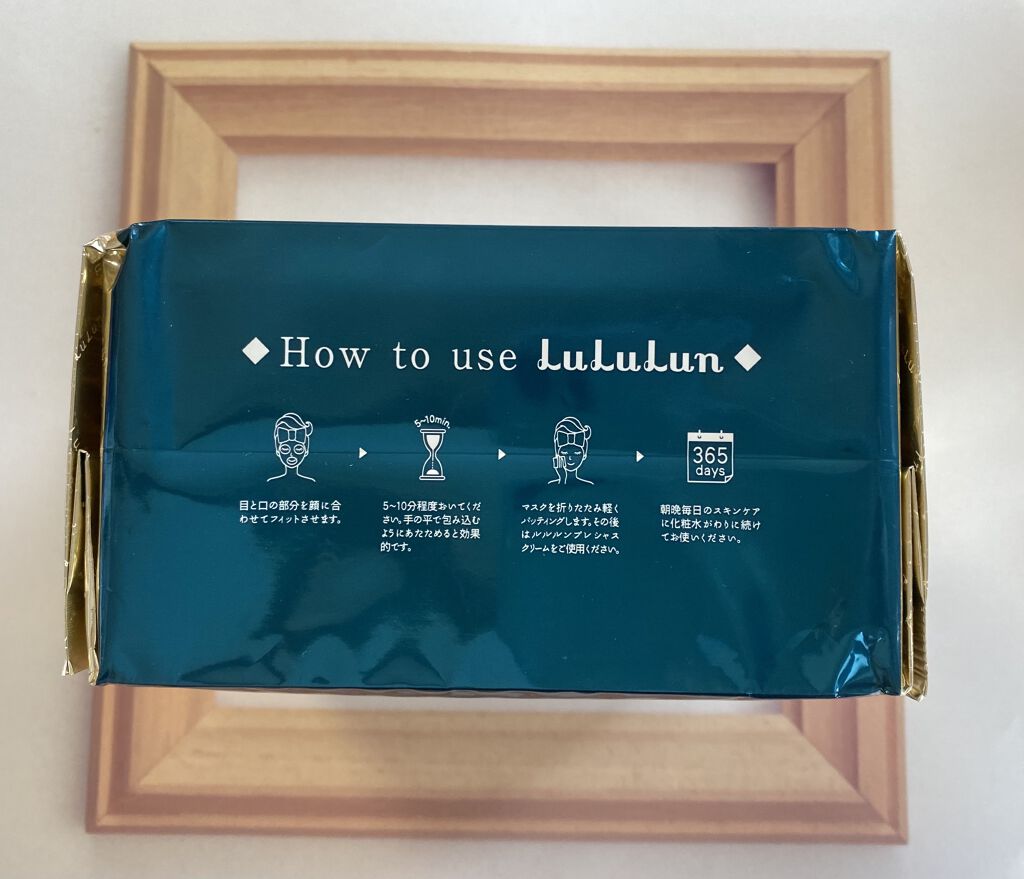 ◆How to use LuLuLun◆
5~10min.
365
days
目と口の部分を顔に合
わせてフィットさせます。
5〜10分程度おいてくだ
さい。手の平で包み込む
ようにあたためると効果
的です。
マスクを折りたたみ軽く
パッティングします。その後
はルルルンプレシャス
クリームをご使用ください。
朝晩毎日のスキンケア
に化粧水がわりに続け
てお使いください。